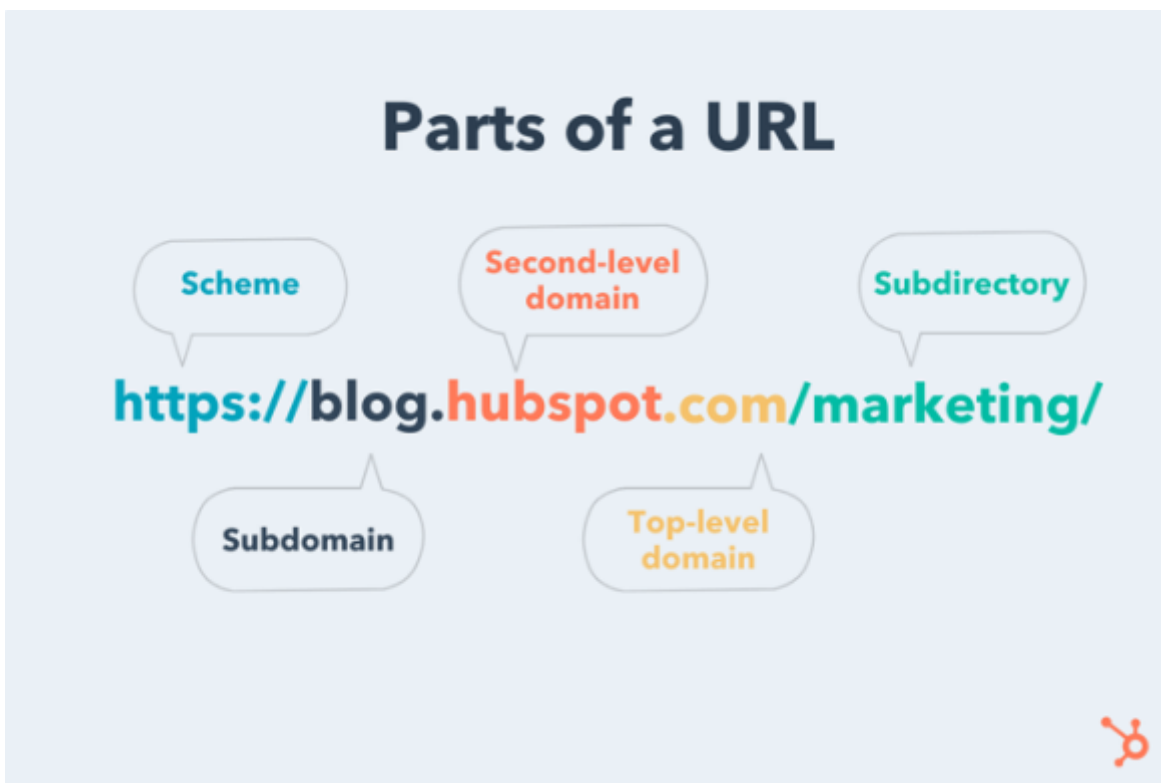 Parts of a URL
Scheme
Second-level
domain
Subdirectory
https://blog.hubspot.com/marketing/
Subdomain
Top-level
domain